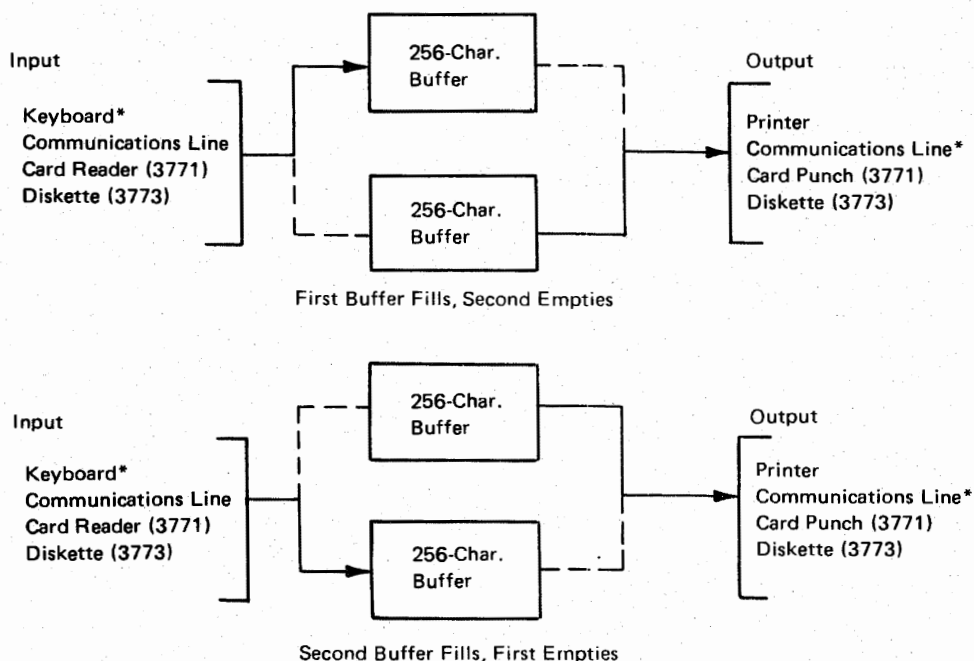 Input
Keyboard*
Communications Line
Card Reader (3771)
Diskette (3773)
256-Char.
Buffer
256-Char.
Buffer
Output
Printer
Communications Line*
Card Punch (3771)
Diskette (3773)
First Buffer Fills, Second Empties
Input
Keyboard*
Communications Line
Card Reader (3771)
Diskette (3773)
256-Char.
Buffer
256-Char.
Buffer
Output
Printer
Communications Line*
Card Punch (3771)
Diskette (3773)
Second Buffer Fills, First Empties